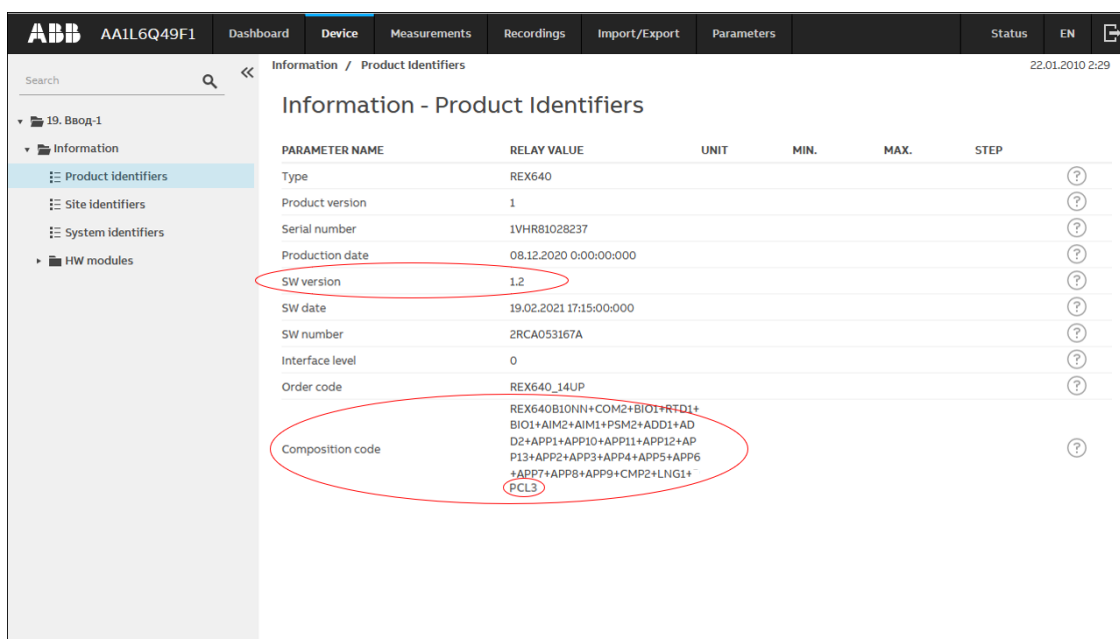 ABB AA1L6Q49F1 Dashboard Device Measurements Recordings Import/Export Parameters Status EN
Search
Information / Product Identifiers 22.01.2010 2:29
19. Ввод-1
Information
Product identifiers
Site identifiers
System identifiers
HW modules
Information - Product Identifiers
PARAMETER NAME RELAY VALUE UNIT MIN. MAX. STEP
Type REX640 ?
Product version 1 ?
Serial number 1VHR81028237 ?
Production date 08.12.2020 0:00:00:000 ?
SW version 1.2 ?
SW date 19.02.2021 17:15:00:000 ?
SW number 2RCA053167A ?
Interface level 0 ?
Order code REX640_14UP ?
Composition code ?
REX640B10NN+COM2+BIO1+RTD1+
BIO1+AIM2+AIM1+PSM2+ADD1+AD
D2+APP1+APP10+APP11+APP12+AP
P13+APP2+APP3+APP4+APP5+APP6
+APP7+APP8+APP9+CMP2+LNG1+
PCL3